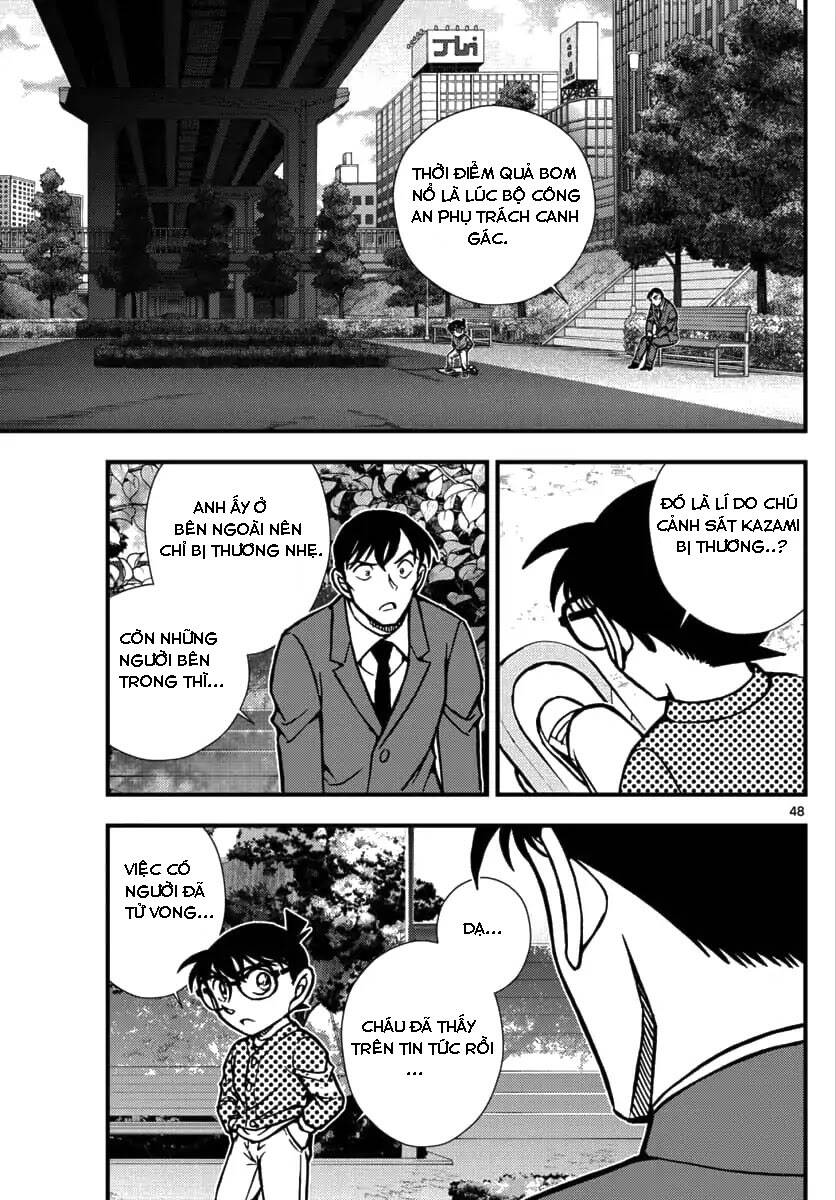 THỜI ĐIỂM QUẢ BOM
NỔ LÀ LÚC BỘ CÔNG
AN PHỤ TRÁCH CANH
GÁC.
ĐÓ LÀ LÍ DO CHÚ
CẢNH SÁT KAZAMI
BỊ THƯƠNG..?
ANH ẤY Ở
BÊN NGOÀI NÊN
CHỈ BỊ THƯƠNG NHẸ.
CÒN NHỮNG
NGƯỜI BÊN
TRONG THÌ...
48
DẠ...
CHÁU ĐÃ THẤY
TRÊN TIN TỨC RỒI
...
VIỆC CÓ
NGƯỜI ĐÃ
TỬ VONG...